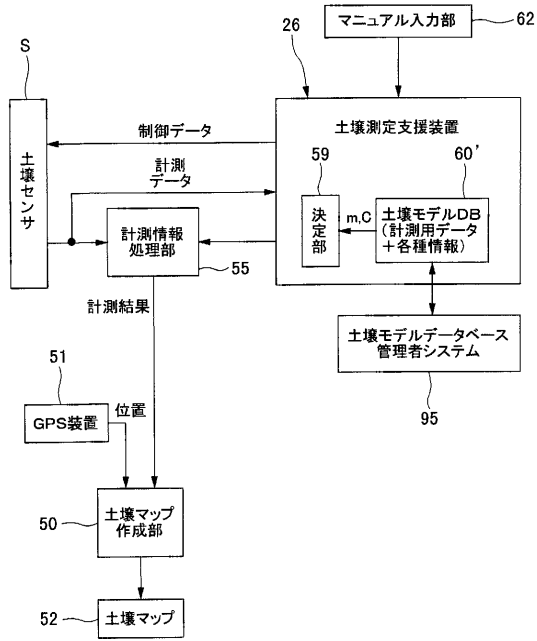 マニュアル入力部
62
S
26
土壌センサ
制御データ
計測
データ
土壌測定支援装置
59
60'
決定部
m,C
土壌モデルDB
(計測用データ
+各種情報)
計測情報
処理部
55
計測結果
土壌モデルデータベース
管理者システム
95
51
GPS装置
位置
50
土壌マップ
作成部
52
土壌マップ